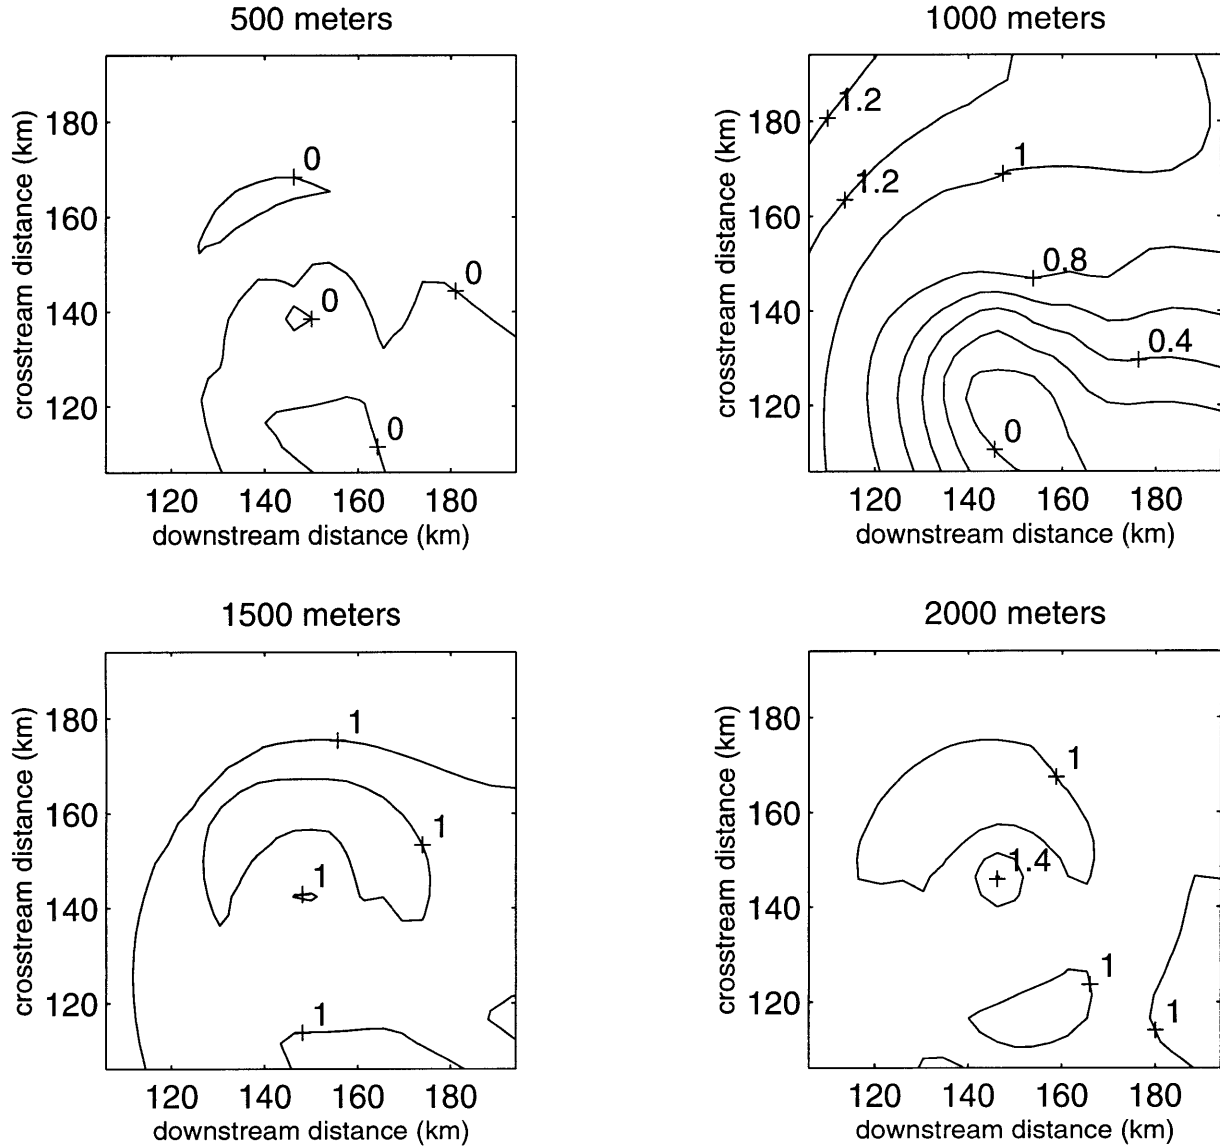 500 meters
crosstream distance (km)
180
160
140
120
0
0
0
0
120 140 160 180
downstream distance (km)
1000 meters
crosstream distance (km)
180
160
140
120
1.2
1.2
1
0.8
0.4
0
120 140 160 180
downstream distance (km)
1500 meters
crosstream distance (km)
180
160
140
120
1
1
1
1
120 140 160 180
downstream distance (km)
2000 meters
crosstream distance (km)
180
160
140
120
1
1.4
1
1
120 140 160 180
downstream distance (km)